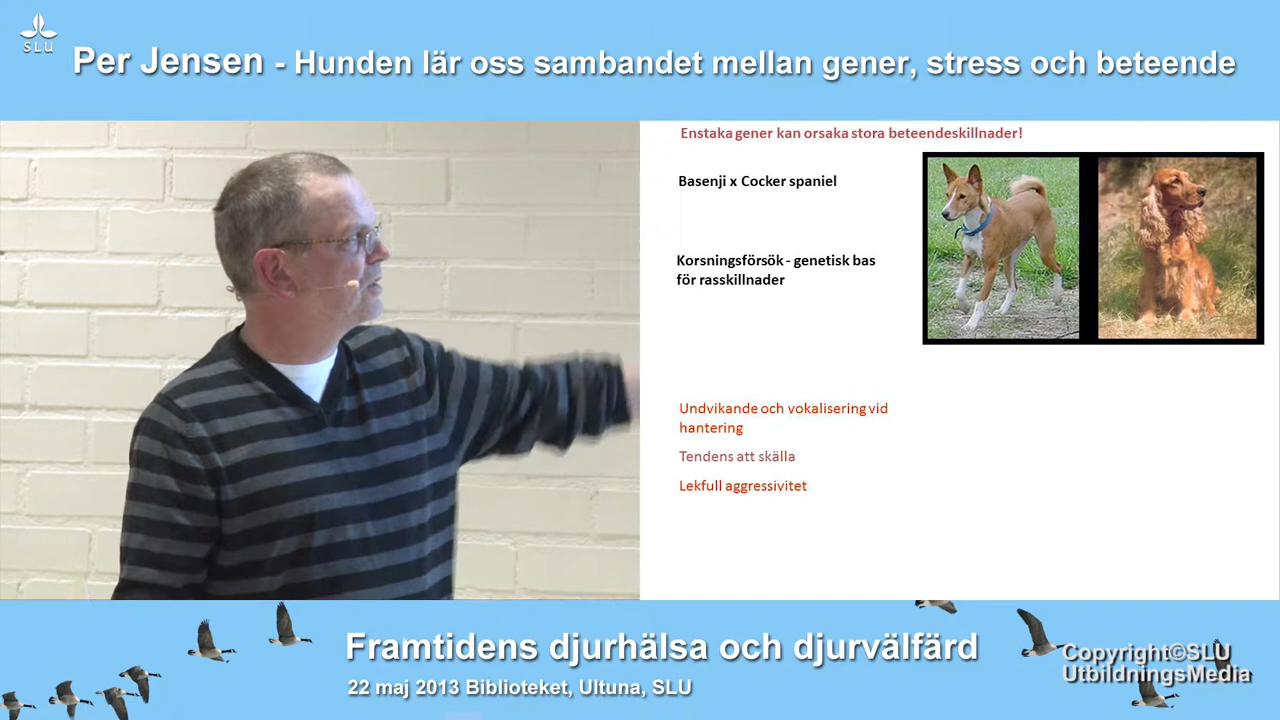 SLU
Per Jensen - Hunden lär oss sambandet mellan gener, stress och beteende
Enstaka gener kan orsaka stora beteendeskillnader!
Basenji x Cocker spaniel
Korsningsförsök - genetisk bas
för rasskillnader
Undvikande och vokalisering vid
hantering
Tendens att skälla
Lekfull aggressivitet
Framtidens djurhälsa och djurvälfärd
22 maj 2013 Biblioteket, Ultuna, SLU
Copyright©SLU
UtbildningsMedia